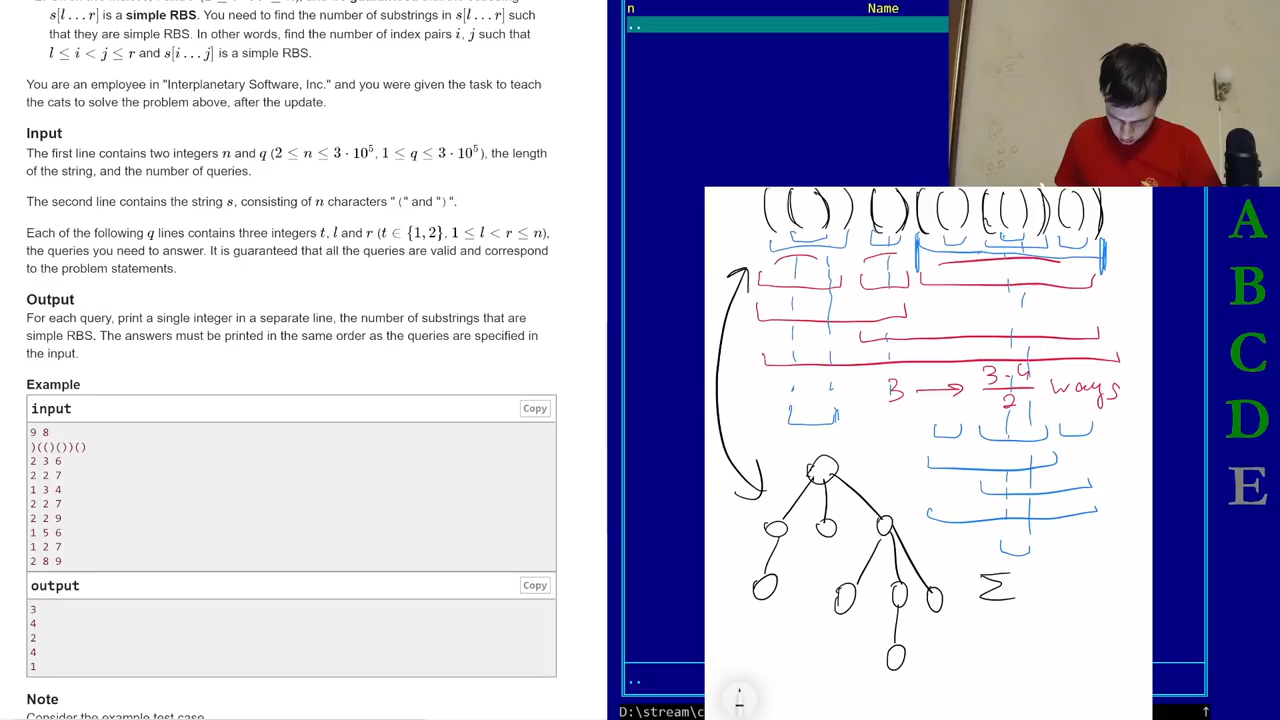 s[l … r] is a simple RBS. You need to find the number of substrings in s[l … r] such
that they are simple RBS. In other words, find the number of index pairs i, j such that
l ≤ i < j ≤ r and s[i … j] is a simple RBS.
You are an employee in "Interplanetary Software, Inc." and you were given the task to teach
the cats to solve the problem above, after the update.
Input
The first line contains two integers n and q (2 ≤ n ≤ 3 · 10⁵, 1 ≤ q ≤ 3 · 10⁵), the length
of the string, and the number of queries.
The second line contains the string s, consisting of n characters "(" and ")".
Each of the following q lines contains three integers t, l and r (t ∈ {1, 2}, 1 ≤ l < r ≤ n),
the queries you need to answer. It is guaranteed that all the queries are valid and correspond
to the problem statements.
Output
For each query, print a single integer in a separate line, the number of substrings that are
simple RBS. The answers must be printed in the same order as the queries are specified in
the input.
Example
input
Copy
9 8
)(()())()
2 3 6
2 2 7
1 3 4
2 2 7
2 2 9
1 5 6
1 2 7
2 8 9
output
Copy
3
4
2
4
1
Note
n Name
..
( ( ) ) ( ) ( ( ) ( ( ) ) ( ) )
3 → 3·4/2 ways
Σ
..
D:\stream\c
A
B
C
D
E